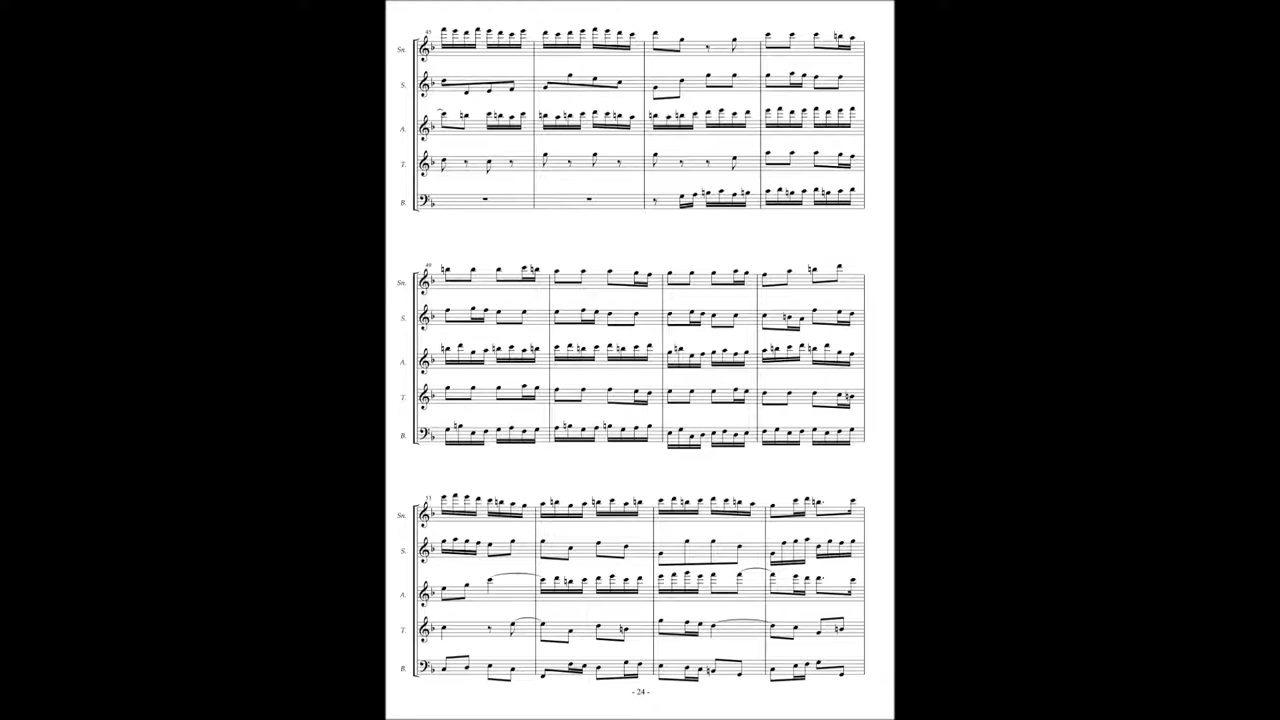 45
Sn.
S.
A.
T.
B.
49
Sn.
S.
A.
T.
B.
53
Sn.
S.
A.
T.
B.
- 24 -